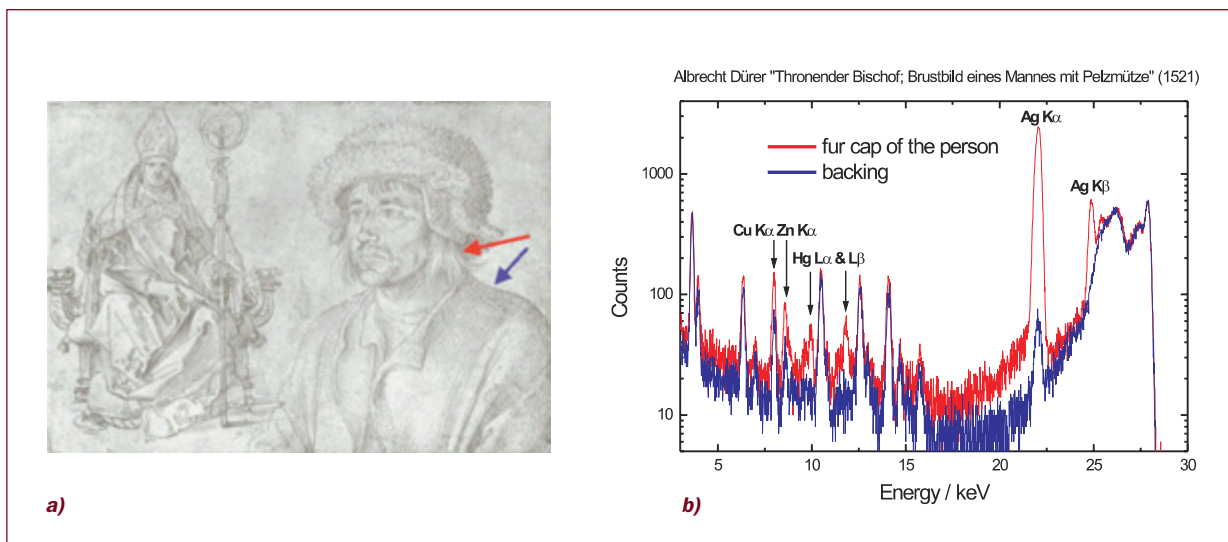 Albrecht Dürer "Thronender Bischof; Brustbild eines Mannes mit Pelzmütze" (1521)
Ag Kα
1000
fur cap of the person
backing
Ag Kβ
Cu Kα Zn Kα
Hg Lα & Lβ
Counts
100
10
5
10
15
20
25
30
Energy / keV
a)
b)